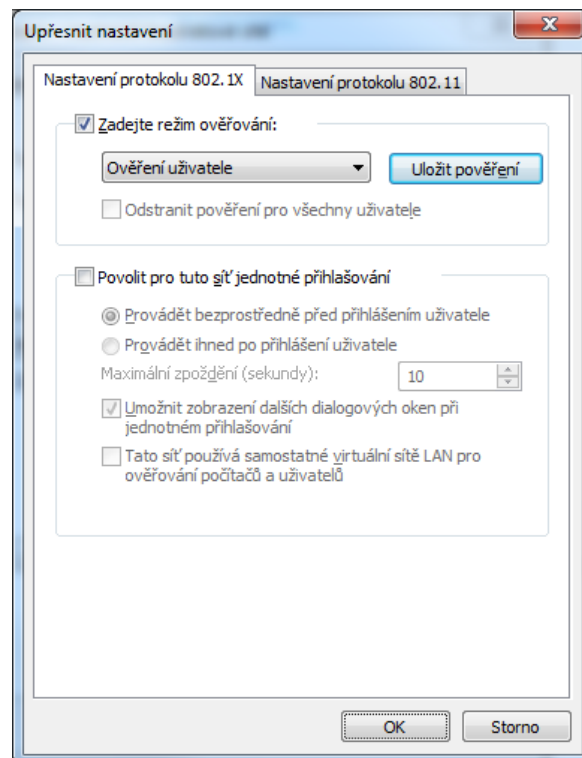 Upřesnit nastavení
Nastavení protokolu 802.1X
Nastavení protokolu 802.11
Zadejte režim ověřování:
Ověření uživatele
Uložit pověření
Odstranit pověření pro všechny uživatele
Povolit pro tuto síť jednotné přihlašování
Provádět bezprostředně před přihlášením uživatele
Provádět ihned po přihlášení uživatele
Maximální zpoždění (sekundy):
10
Umožnit zobrazení dalších dialogových oken při
jednotném přihlašování
Tato síť používá samostatné virtuální sítě LAN pro
ověřování počítačů a uživatelů
OK
Storno